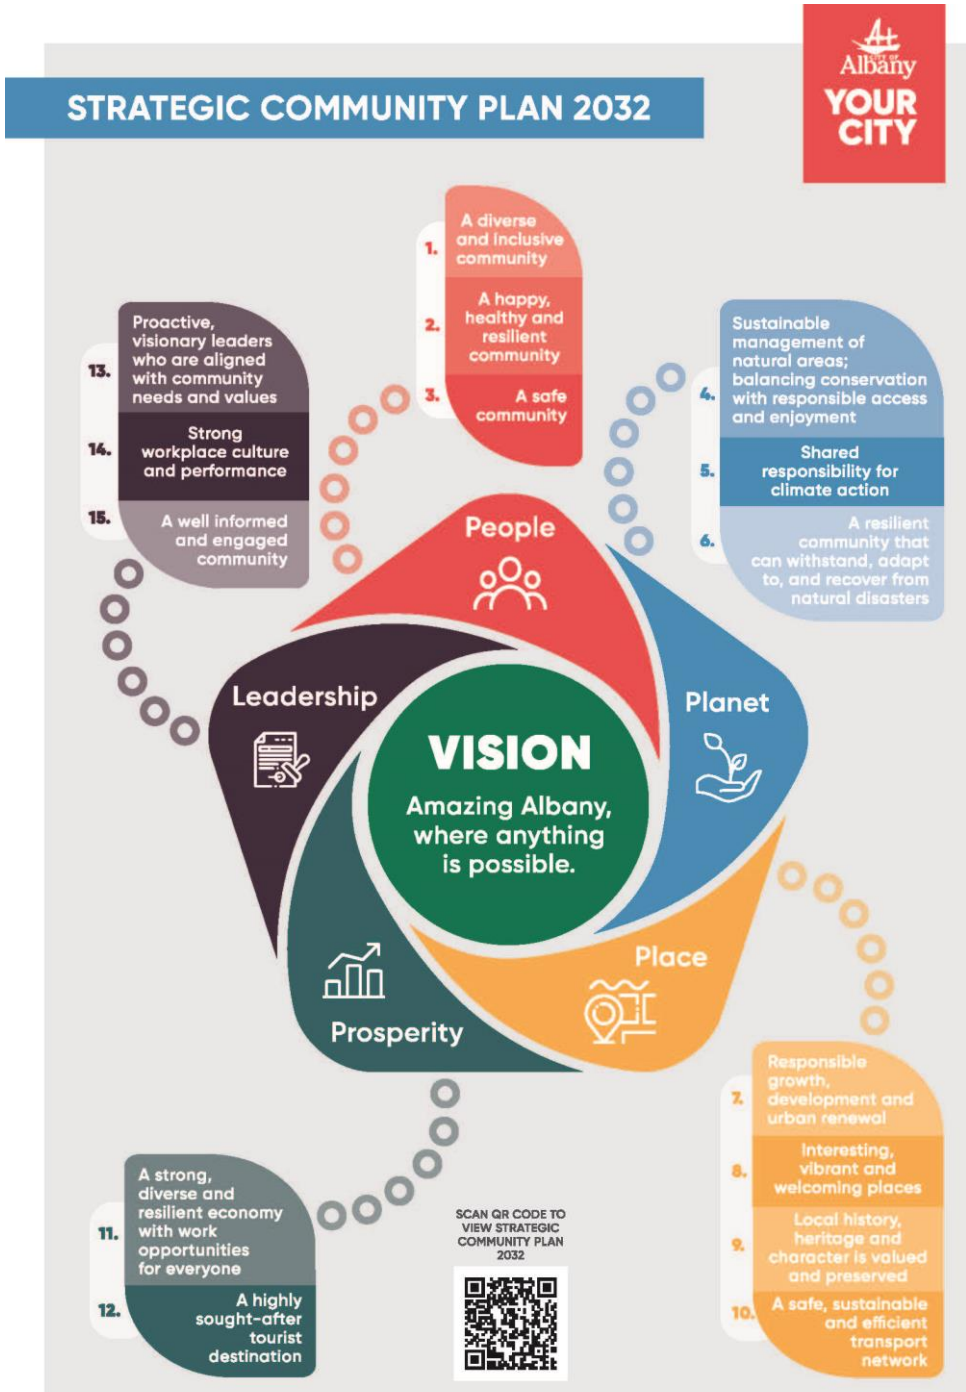 CITY OF
Albany
YOUR
CITY
STRATEGIC COMMUNITY PLAN 2032
1.
A diverse
and inclusive
community
2.
A happy,
healthy and
resilient
community
3.
A safe
community
13.
Proactive,
visionary leaders
who are aligned
with community
needs and values
14.
Strong
workplace culture
and performance
15.
A well informed
and engaged
community
4.
Sustainable
management of
natural areas;
balancing conservation
with responsible access
and enjoyment
5.
Shared
responsibility for
climate action
6.
A resilient
community that
can withstand, adapt
to, and recover from
natural disasters
People
Leadership
Planet
VISION
Amazing Albany,
where anything
is possible.
Place
Prosperity
7.
Responsible
growth,
development and
urban renewal
8.
Interesting,
vibrant and
welcoming places
9.
Local history,
heritage and
character is valued
and preserved
10.
A safe, sustainable
and efficient
transport
network
11.
A strong,
diverse and
resilient economy
with work
opportunities
for everyone
12.
A highly
sought-after
tourist
destination
SCAN QR CODE TO
VIEW STRATEGIC
COMMUNITY PLAN
2032